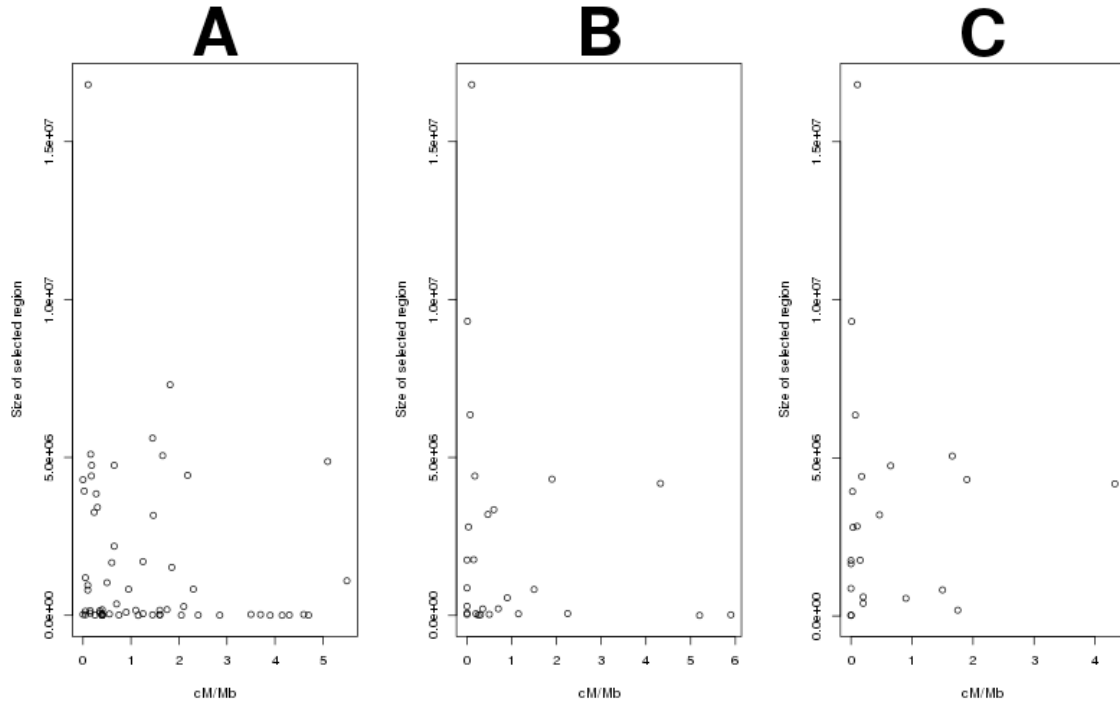 A B C
Size of selected region
0.0e+00 5.0e+06 1.0e+07 1.5e+07
0 1 2 3 4 5
cM/Mb
Size of selected region
0.0e+00 5.0e+06 1.0e+07 1.5e+07
0 1 2 3 4 5 6
cM/Mb
Size of selected region
0.0e+00 5.0e+06 1.0e+07 1.5e+07
0 1 2 3 4
cM/Mb